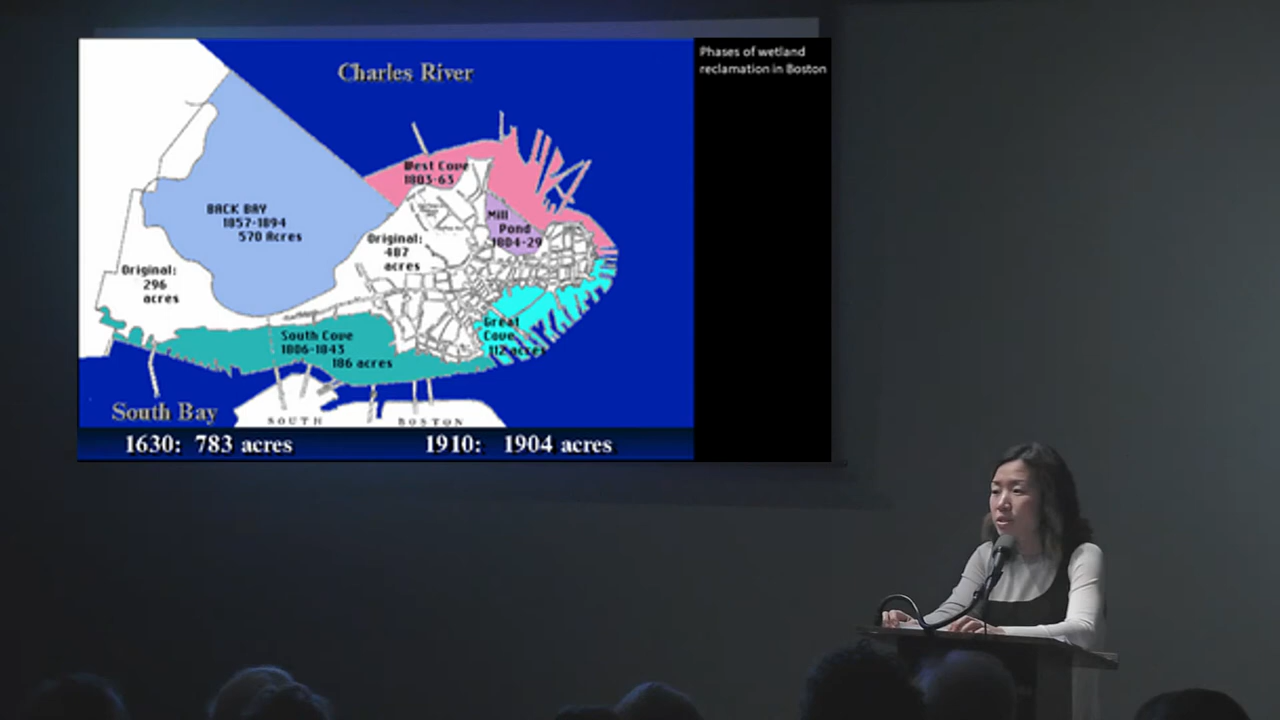 Phases of wetland
reclamation in Boston
Charles River
West Cove
1803-63
BACK BAY
1857-1894
570 Acres
Mill
Pond
1804-29
Original:
487
acres
Original:
296
acres
Great
Cove
112 acres
South Cove
1806-1843
186 acres
South Bay
SOUTH BOSTON
1630: 783 acres 1910: 1904 acres